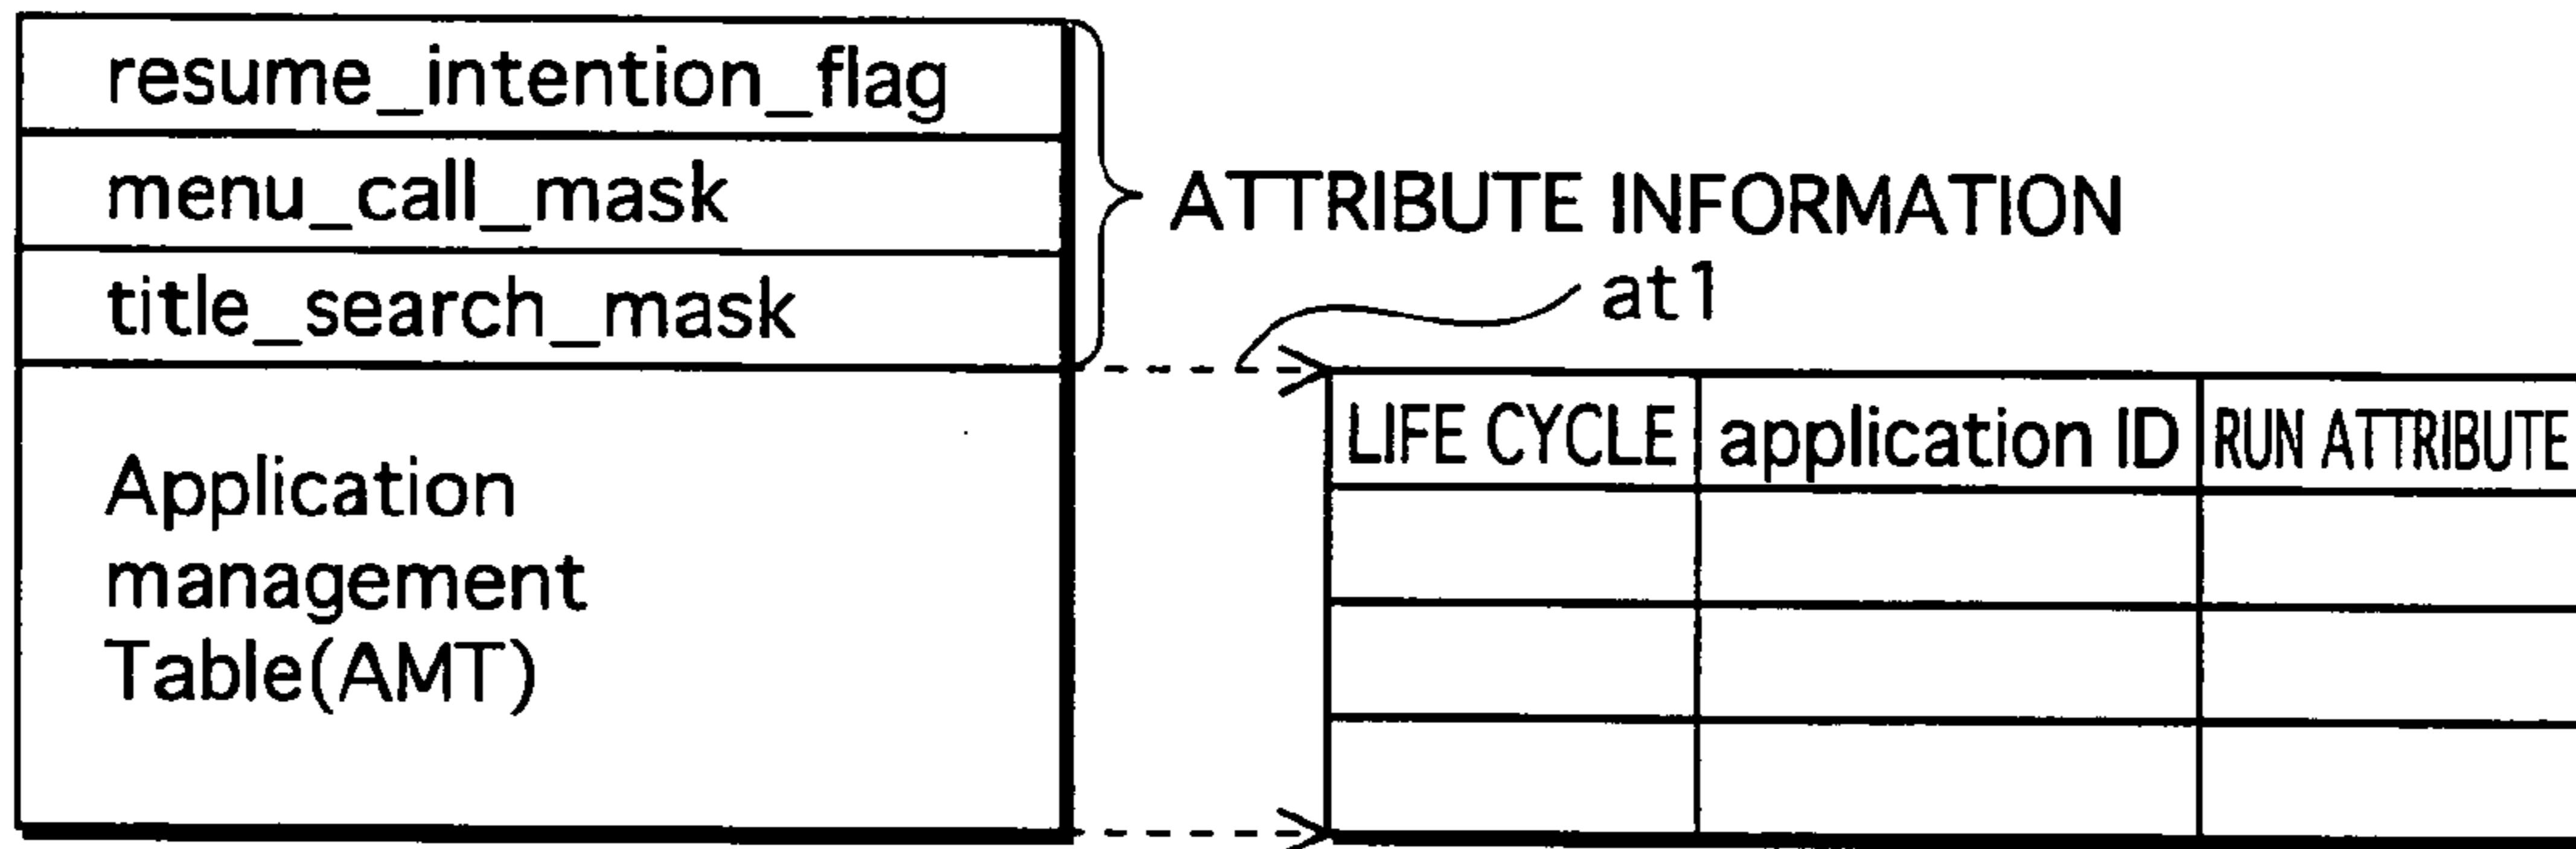 resume_intention_flag
menu_call_mask
title_search_mask
ATTRIBUTE INFORMATION
at1
Application
management
Table(AMT)
LIFE CYCLE application ID RUN ATTRIBUTE